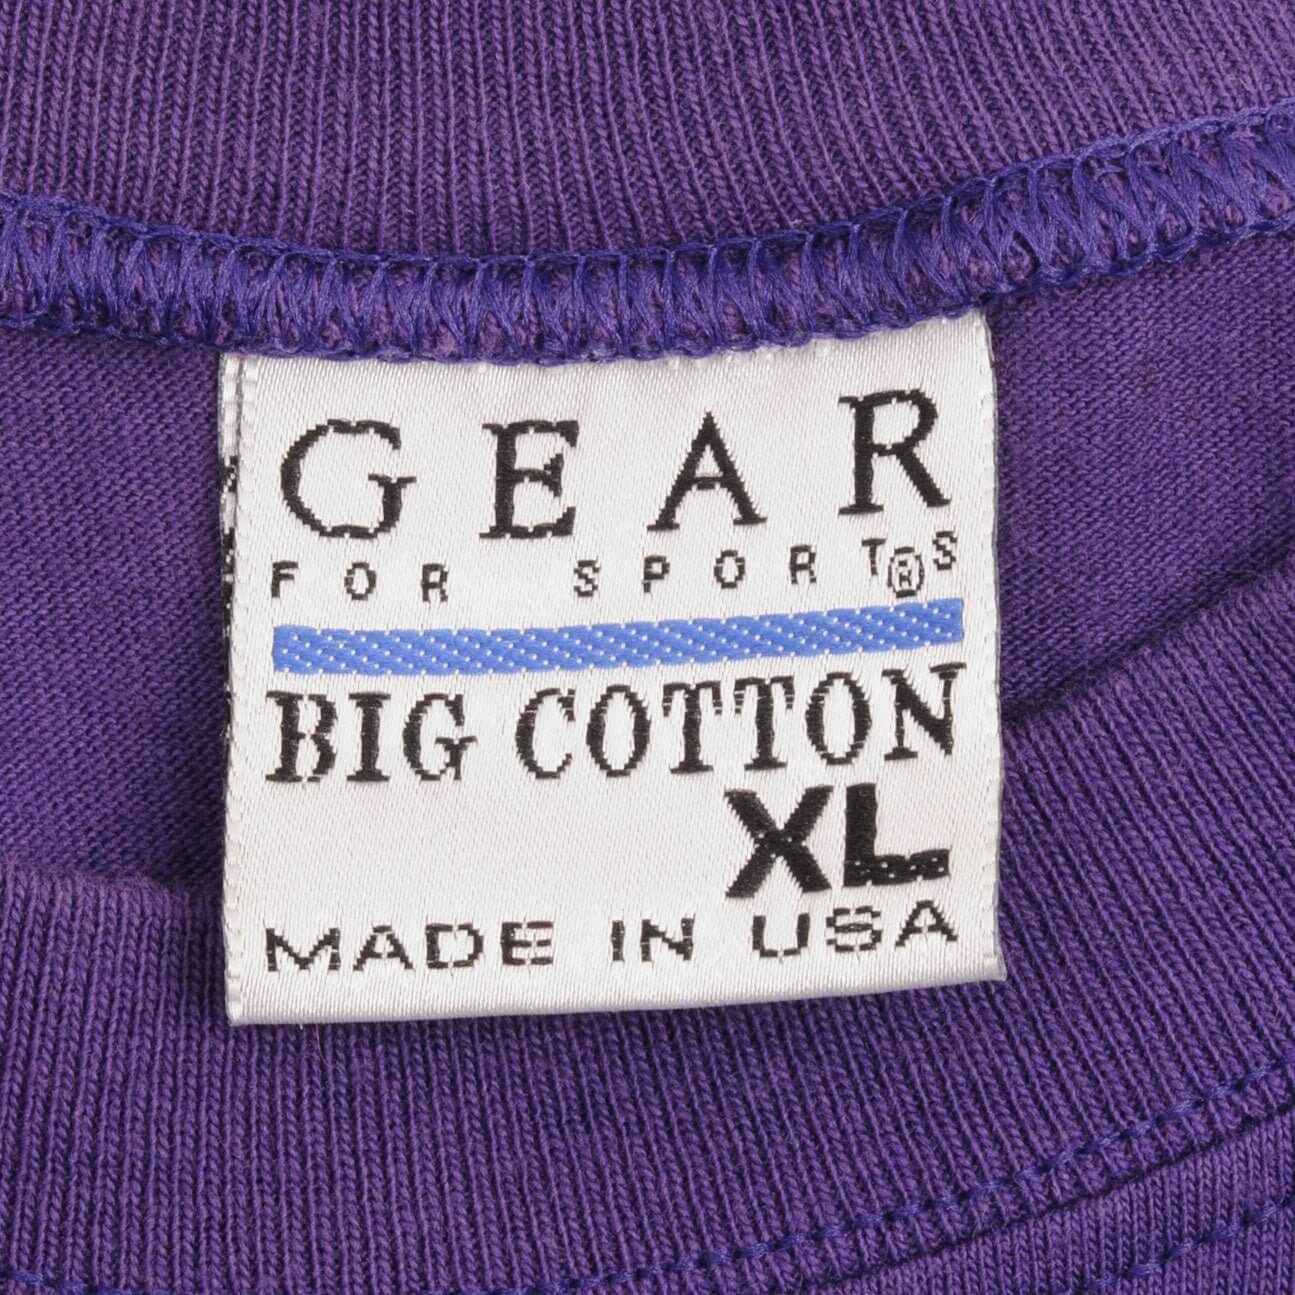 GEAR
FOR SPORTS®
BIG COTTON
XL
MADE IN USA